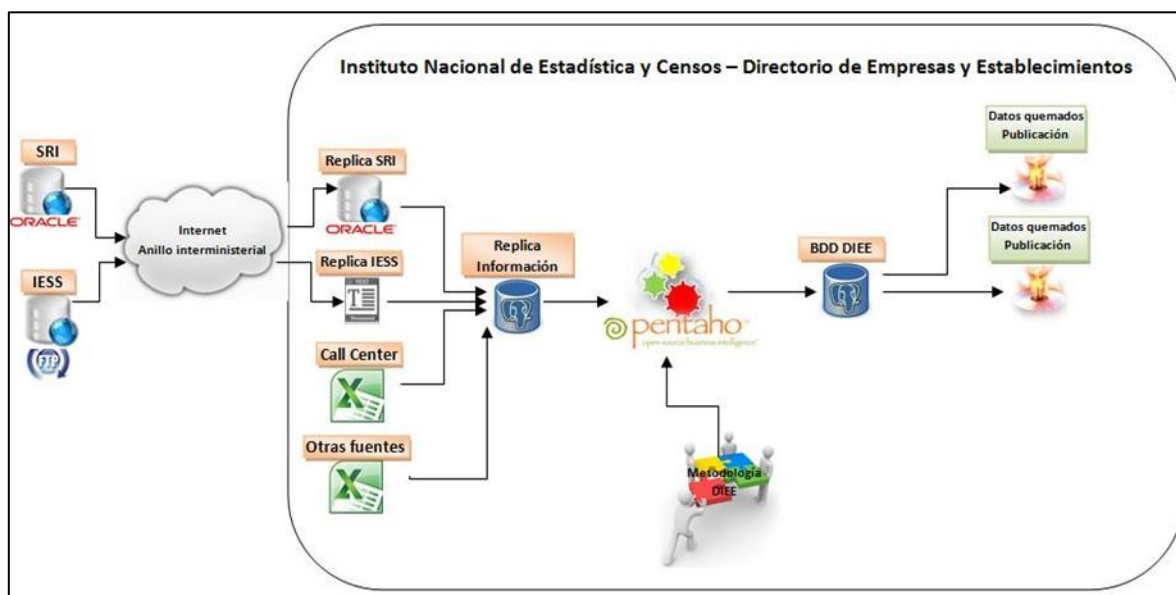 Instituto Nacional de Estadística y Censos – Directorio de Empresas y Establecimientos
SRI
ORACLE
IESS
FTP
Internet
Anillo interministerial
Replica SRI
ORACLE
Replica IESS
TEXT
T
Call Center
X
Otras fuentes
X
Replica
Información
pentaho
open source business intelligence
Metodología
DIEE
BDD DIEE
Datos quemados
Publicación
Datos quemados
Publicación